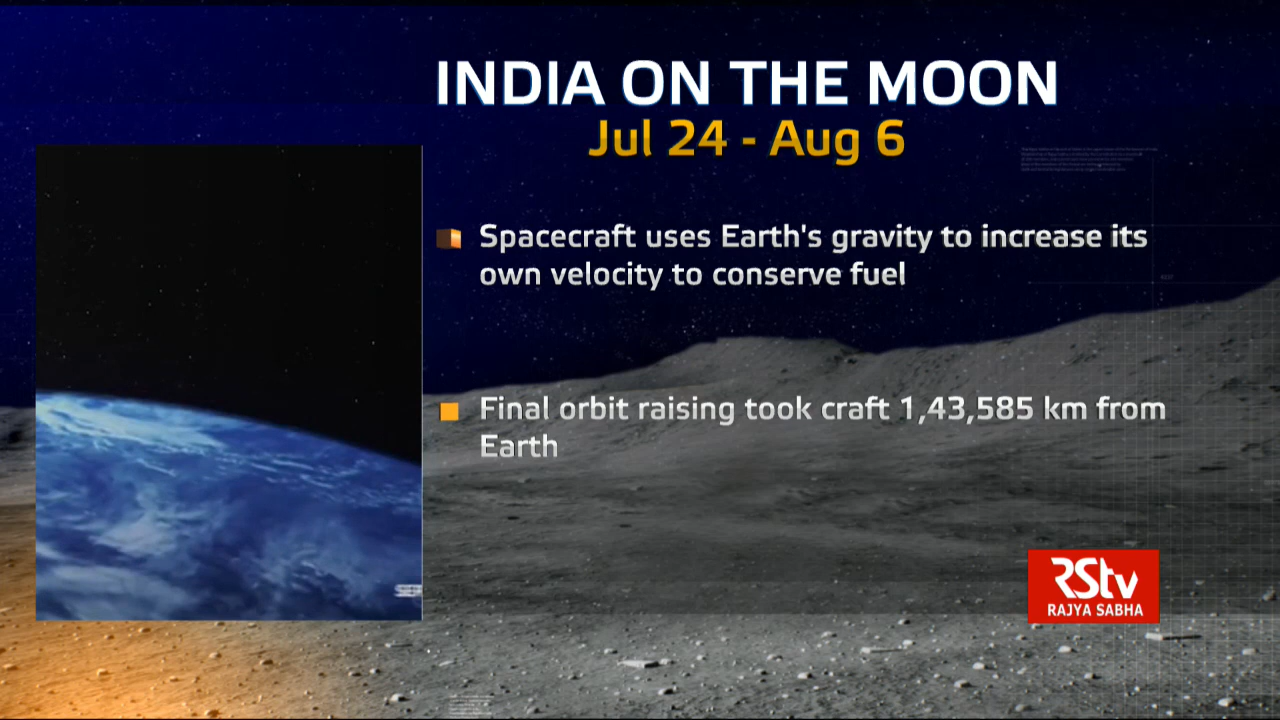 INDIA ON THE MOON
Jul 24 - Aug 6
Spacecraft uses Earth's gravity to increase its
own velocity to conserve fuel
Final orbit raising took craft 1,43,585 km from
Earth
RSTV
RAJYA SABHA